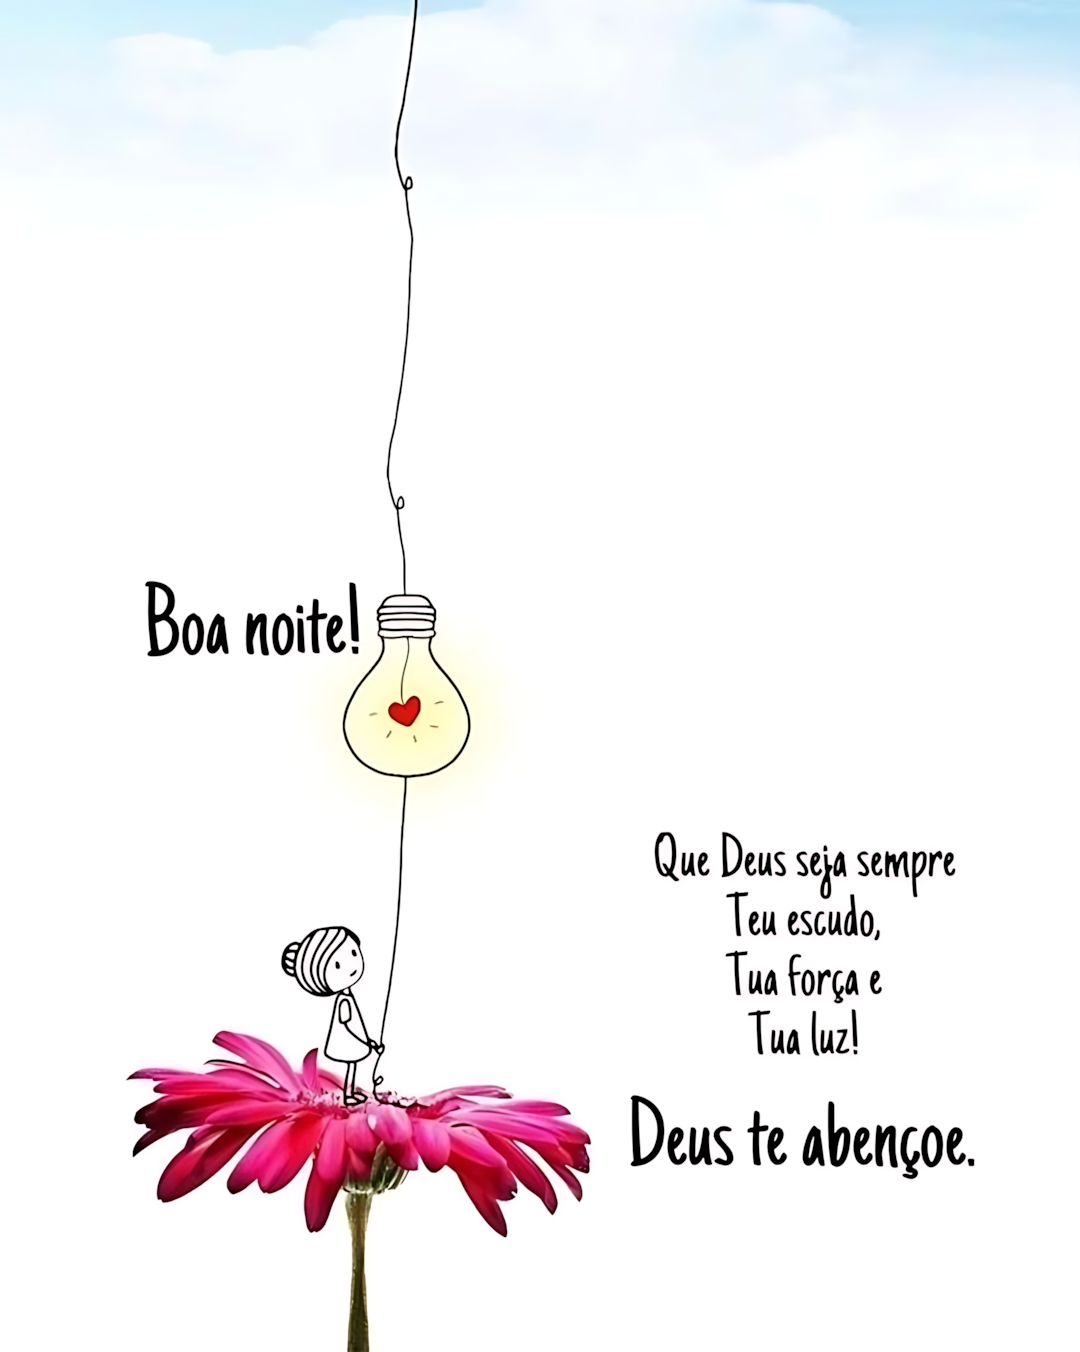 Boa noite!
Que Deus seja sempre
Teu escudo,
Tua força e
Tua luz!
Deus te abençoe.